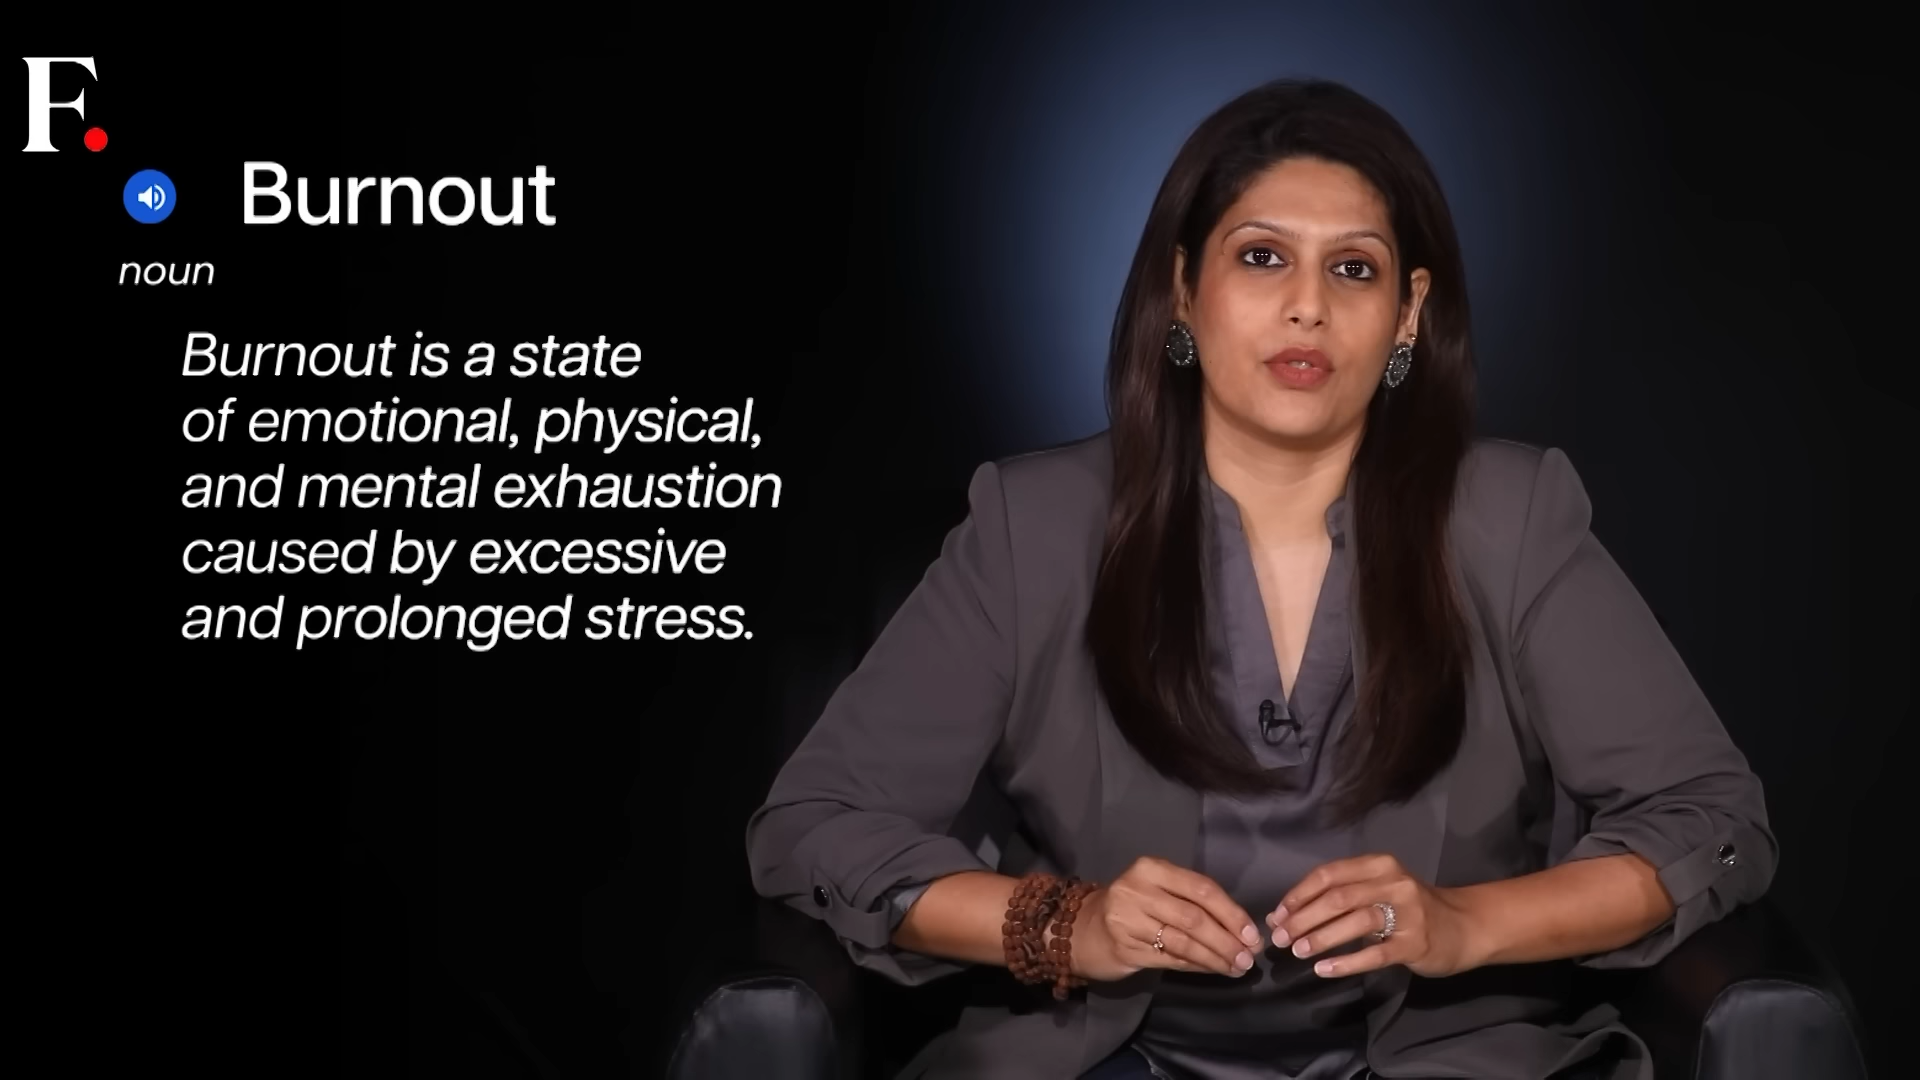 F.
Burnout
noun
Burnout is a state
of emotional, physical,
and mental exhaustion
caused by excessive
and prolonged stress.